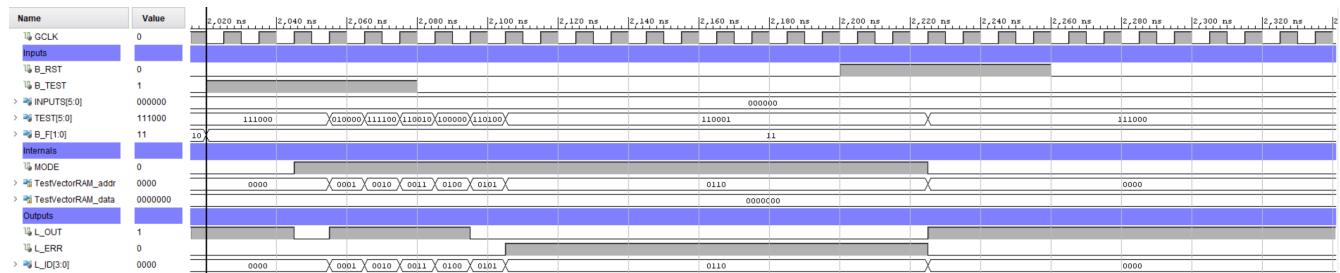 Name Value 2,020 ns 2,040 ns 2,060 ns 2,080 ns 2,100 ns 2,120 ns 2,140 ns 2,160 ns 2,180 ns 2,200 ns 2,220 ns 2,240 ns 2,260 ns 2,280 ns 2,300 ns 2,320 ns
GCLK 0
Inputs
B_RST 0
B_TEST 1
INPUTS[5:0] 000000 000000
TEST[5:0] 111000 111000 010000 111100 110010 100000 110100 110001 111000
B_F[1:0] 11 10 11
Internals
MODE 0
TestVectorRAM_addr 0000 0000 0001 0010 0011 0100 0101 0110 0000
TestVectorRAM_data 0000000 0000000
Outputs
L_OUT 1
L_ERR 0
L_ID[3:0] 0000 0000 0001 0010 0011 0100 0101 0110 0000